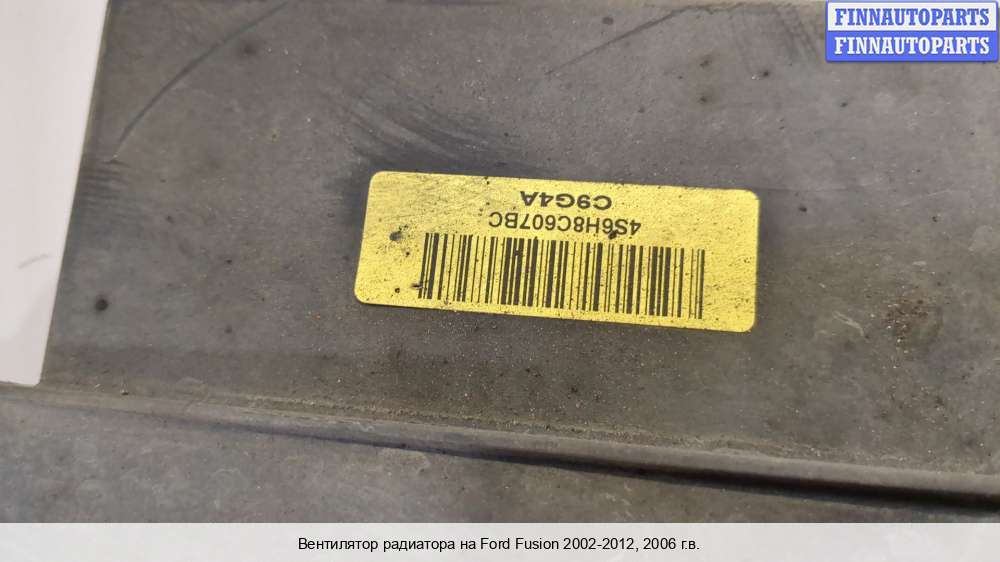 FINNAUTOPARTS
FINNAUTOPARTS
4S6H8C607BC
C9G4A
Вентилятор радиатора на Ford Fusion 2002-2012, 2006 г.в.